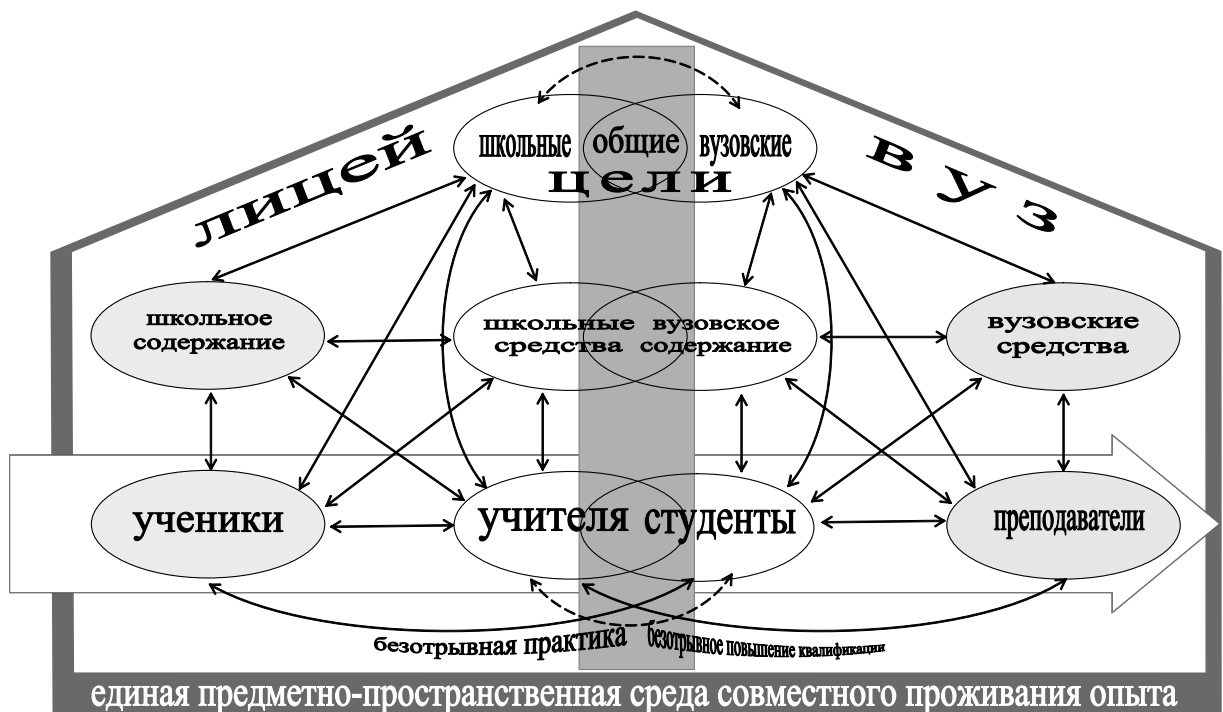 лицей
в У з
школьные общие вузовские
цели
школьное
содержание
школьные
средства
вузовское
содержание
вузовские
средства
ученики
учителя
студенты
преподаватели
безотрывная практика
безотрывное повышение квалификации
единая предметно-пространственная среда совместного проживания опыта